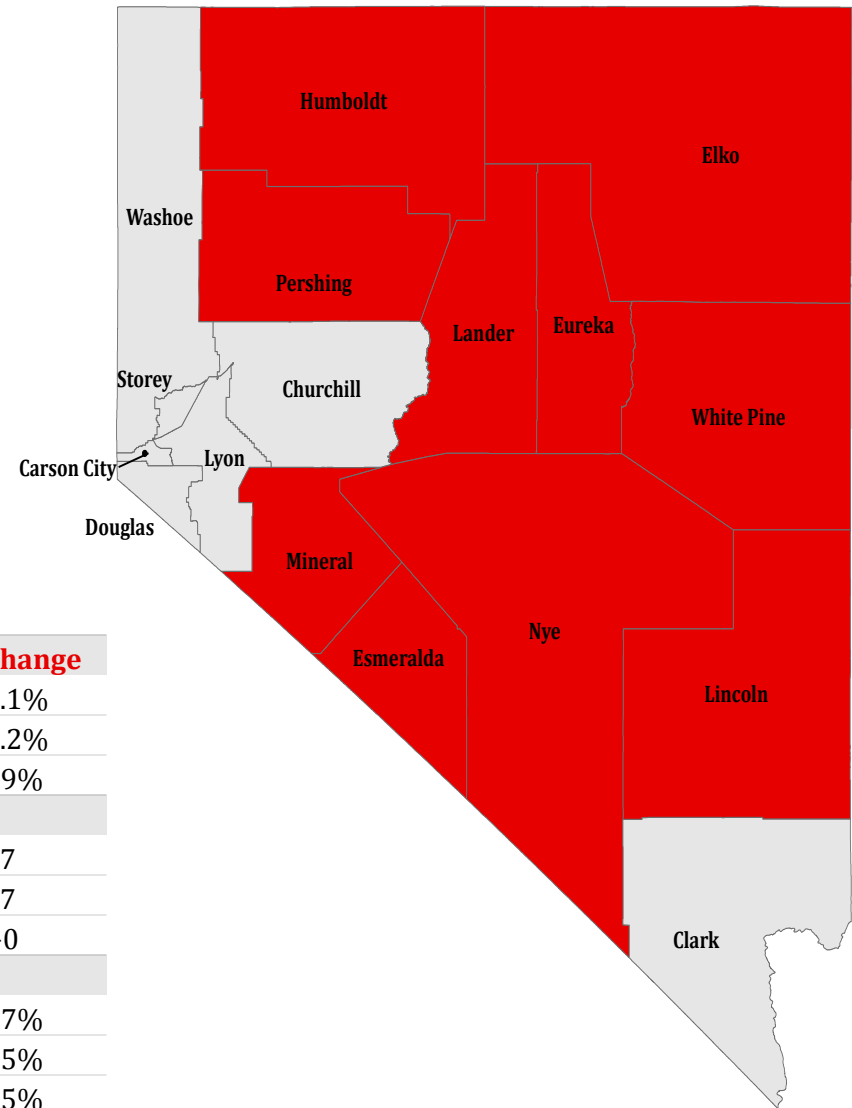 Humboldt
Elko
Washoe
Pershing
Lander
Eureka
Storey
Churchill
White Pine
Carson City
Lyon
Douglas
Mineral
Nye
Esmeralda
Lincoln
Clark
hange
.1%
.2%
9%
7
7
0
7%
5%
5%